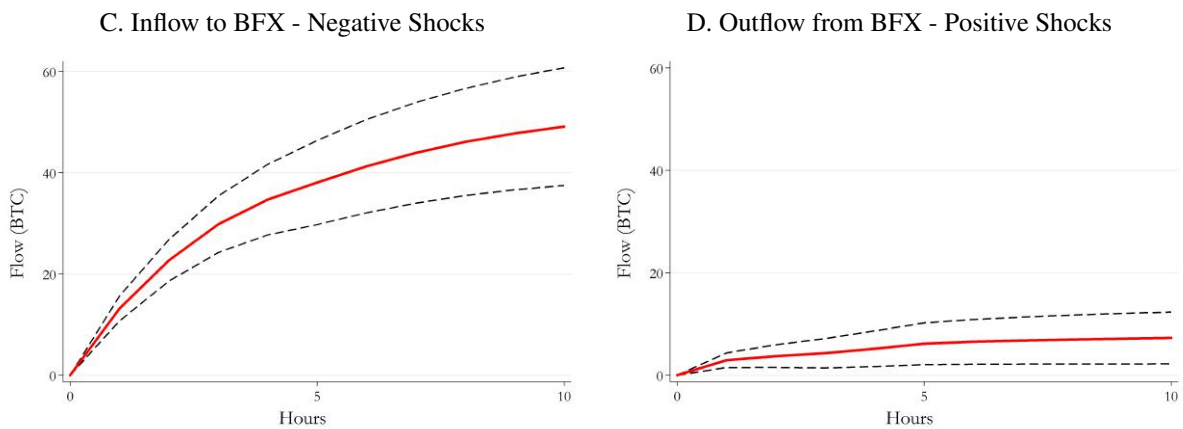 C. Inflow to BFX - Negative Shocks
60
40
20
0
Flow (BTC)
0 5 10
Hours
D. Outflow from BFX - Positive Shocks
60
40
20
0
Flow (BTC)
0 5 10
Hours